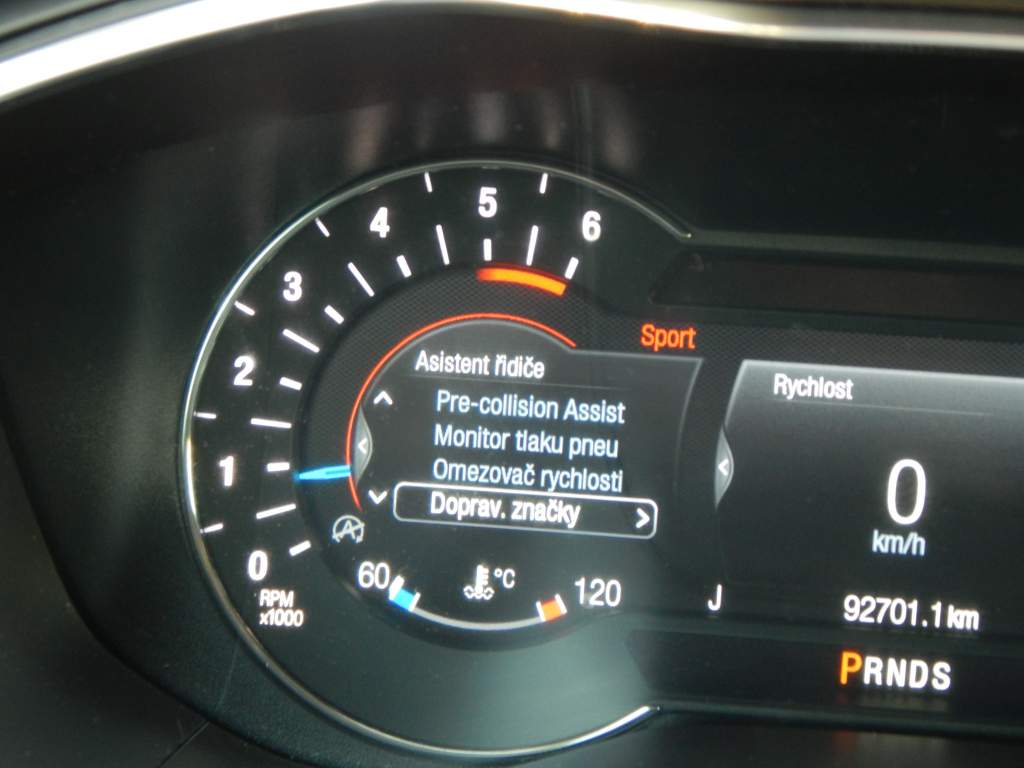 5
4
6
3
Sport
2
Asistent řidiče
Rychlost
Pre-collision Assist
Monitor tlaku pneu
1
Omezovač rychlosti
0
Doprav. značky
km/h
A
0
60
°C
120
RPM
x1000
J
92701.1 km
PRNDS